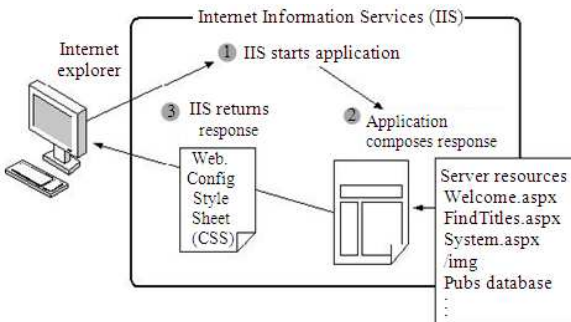 Internet Information Services (IIS)
Internet
explorer
1 IIS starts application
3 IIS returns
response
2 Application
composes response
Web.
Config
Style
Sheet
(CSS)
Server resources
Welcome.aspx
FindTitles.aspx
System.aspx
/img
Pubs database
: